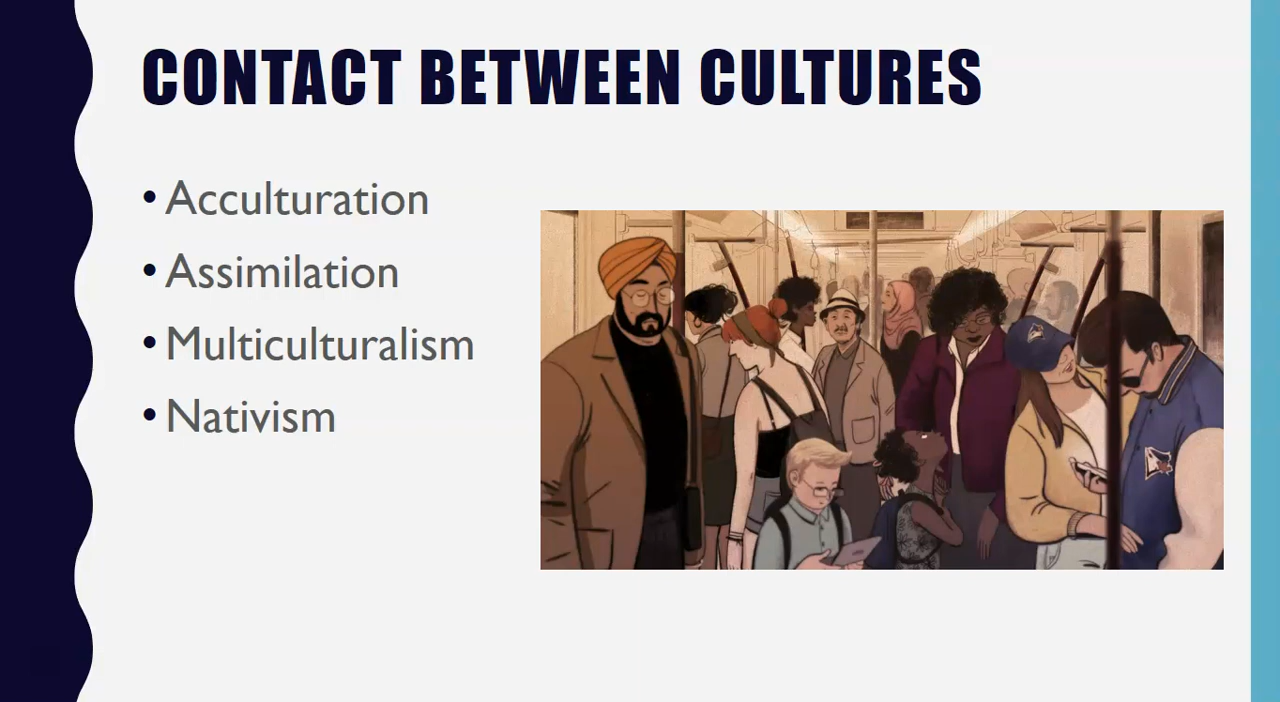 CONTACT BETWEEN CULTURES
• Acculturation
• Assimilation
• Multiculturalism
• Nativism